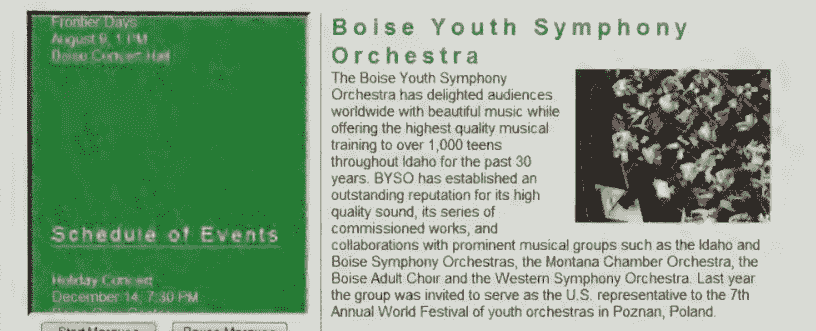 Frontier Days
August 9, 1 PM
Boise Concert Hall
Schedule of Events
Holiday Concert
December 14, 7:30 PM
Start Marquee
Pause Marquee
Boise Youth Symphony
Orchestra
The Boise Youth Symphony
Orchestra has delighted audiences
worldwide with beautiful music while
offering the highest quality musical
training to over 1,000 teens
throughout Idaho for the past 30
years. BYSO has established an
outstanding reputation for its high
quality sound, its series of
commissioned works, and
collaborations with prominent musical groups such as the Idaho and
Boise Symphony Orchestras, the Montana Chamber Orchestra, the
Boise Adult Choir and the Western Symphony Orchestra. Last year
the group was invited to serve as the U.S. representative to the 7th
Annual World Festival of youth orchestras in Poznan, Poland.